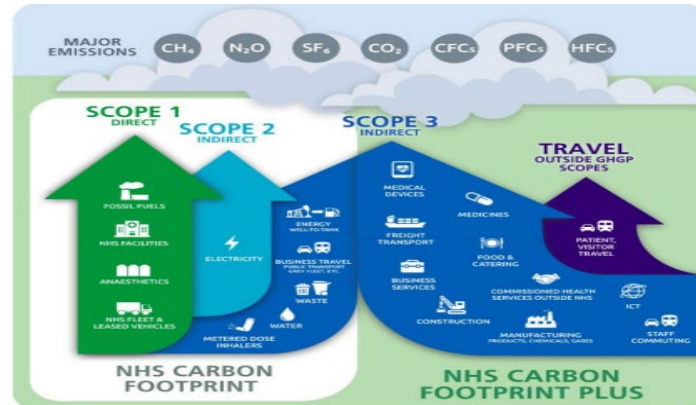 MAJOR
EMISSIONS
CH₄
N₂O
SF₆
CO₂
CFCs
PFCs
HFCs
SCOPE 1
DIRECT
SCOPE 2
INDIRECT
SCOPE 3
INDIRECT
TRAVEL
OUTSIDE GHGP
SCOPES
FOSSIL FUELS
NHS FACILITIES
ANAESTHETICS
NHS FLEET &
LEASED VEHICLES
ELECTRICITY
ENERGY
WELL-TO-TANK
BUSINESS TRAVEL
PUBLIC TRANSPORT
GREY FLEET, ETC.
WASTE
WATER
METERED DOSE
INHALERS
MEDICAL
DEVICES
MEDICINES
FREIGHT
TRANSPORT
FOOD &
CATERING
BUSINESS
SERVICES
COMMISSIONED HEALTH
SERVICES OUTSIDE NHS
CONSTRUCTION
MANUFACTURING
PRODUCTS, CHEMICALS, GASES
PATIENT,
VISITOR
TRAVEL
ICT
STAFF
COMMUTING
NHS CARBON
FOOTPRINT
NHS CARBON
FOOTPRINT PLUS